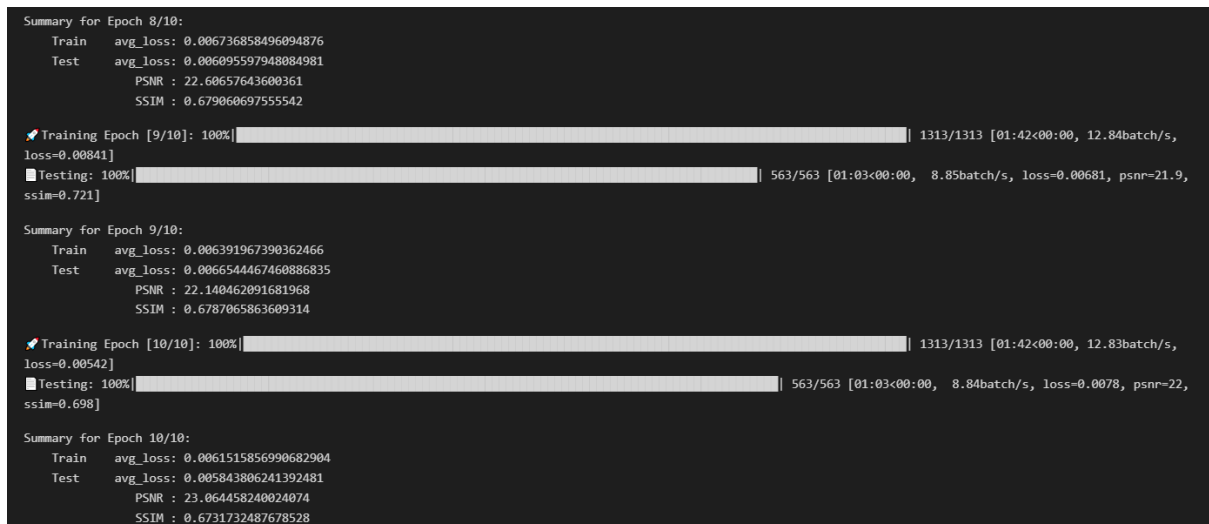 Summary for Epoch 8/10:
Train avg_loss: 0.006736858496094876
Test avg_loss: 0.006095597948084981
PSNR : 22.60657643600361
SSIM : 0.679060697555542
🚀Training Epoch [9/10]: 100%|██████████| 1313/1313 [01:42<00:00, 12.84batch/s,
loss=0.00841]
📄Testing: 100%|██████████| 563/563 [01:03<00:00, 8.85batch/s, loss=0.00681, psnr=21.9,
ssim=0.721]
Summary for Epoch 9/10:
Train avg_loss: 0.006391967390362466
Test avg_loss: 0.0066544467460886835
PSNR : 22.140462091681968
SSIM : 0.6787065863609314
🚀Training Epoch [10/10]: 100%|██████████| 1313/1313 [01:42<00:00, 12.83batch/s,
loss=0.00542]
📄Testing: 100%|██████████| 563/563 [01:03<00:00, 8.84batch/s, loss=0.0078, psnr=22,
ssim=0.698]
Summary for Epoch 10/10:
Train avg_loss: 0.0061515856990682904
Test avg_loss: 0.005843806241392481
PSNR : 23.064458240024074
SSIM : 0.6731732487678528